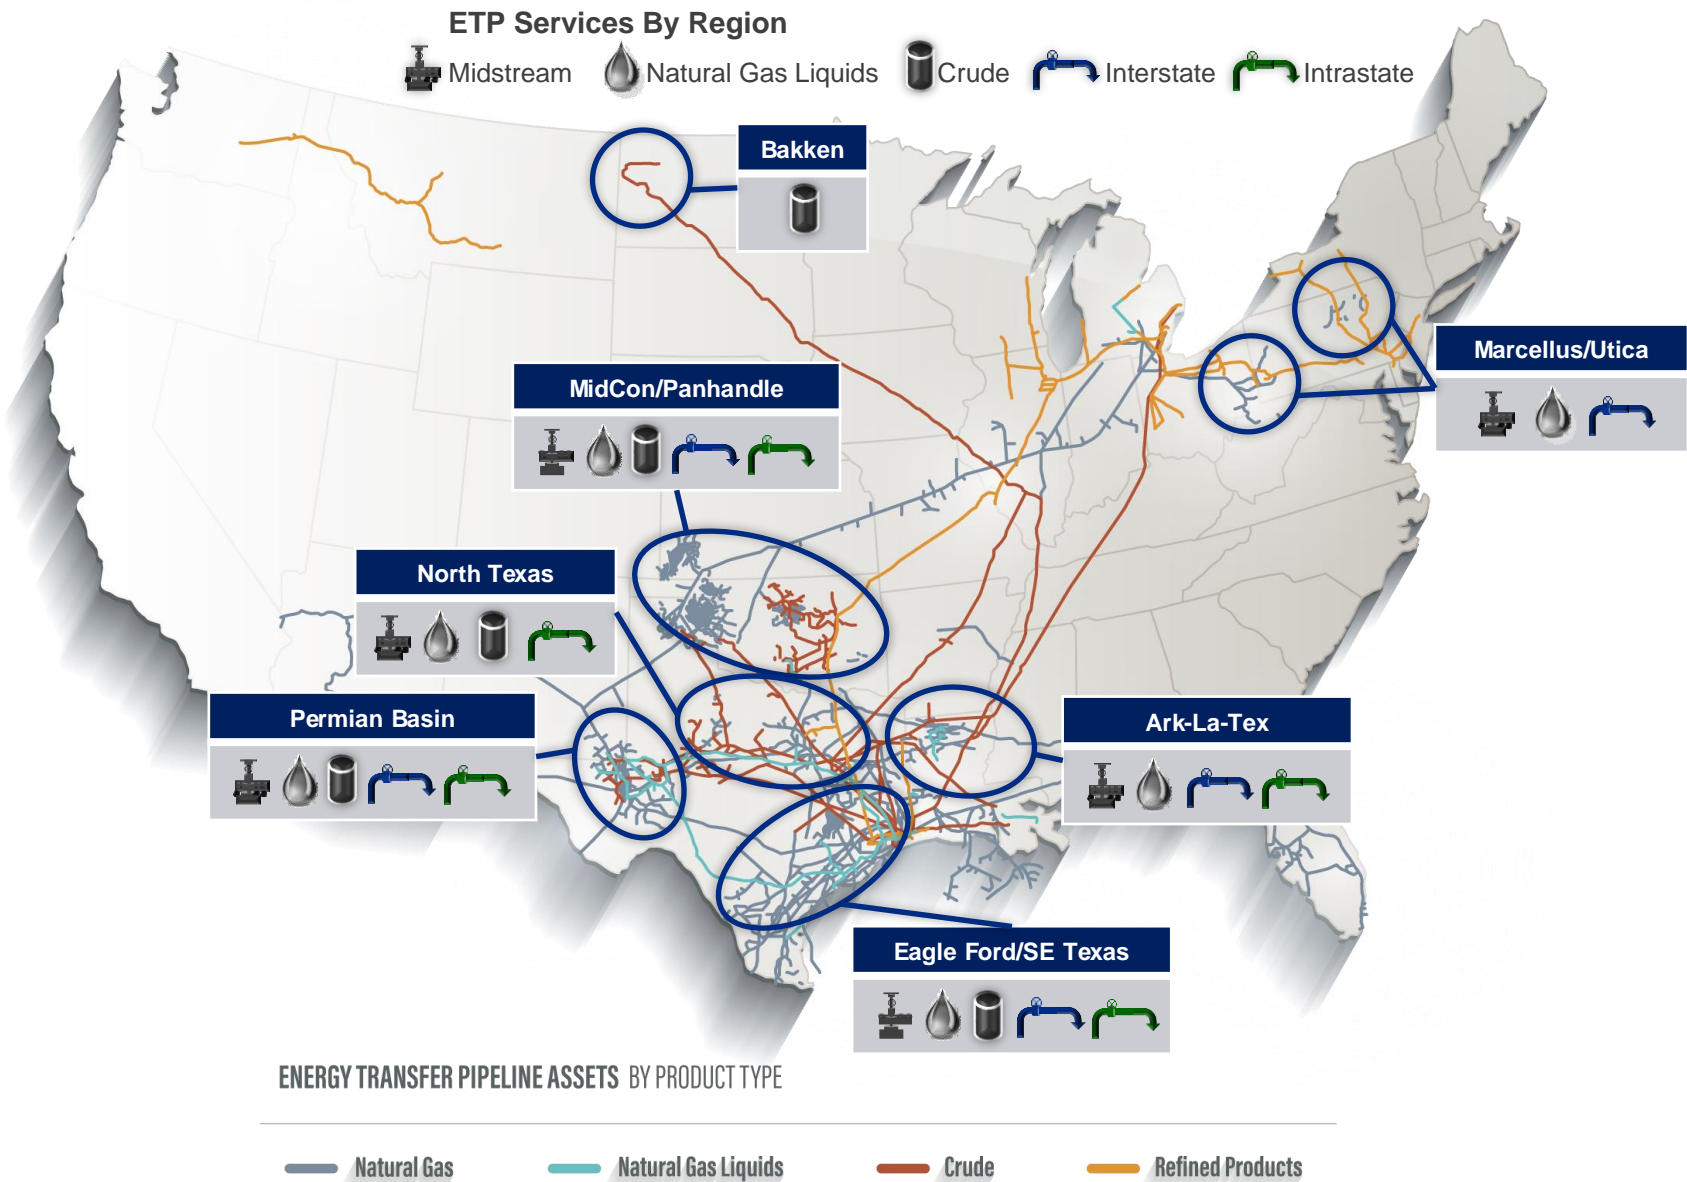 ETP Services By Region
Midstream Natural Gas Liquids Crude Interstate Intrastate
Bakken
Marcellus/Utica
MidCon/Panhandle
North Texas
Permian Basin
Ark-La-Tex
Eagle Ford/SE Texas
ENERGY TRANSFER PIPELINE ASSETS BY PRODUCT TYPE
Natural Gas Natural Gas Liquids Crude Refined Products